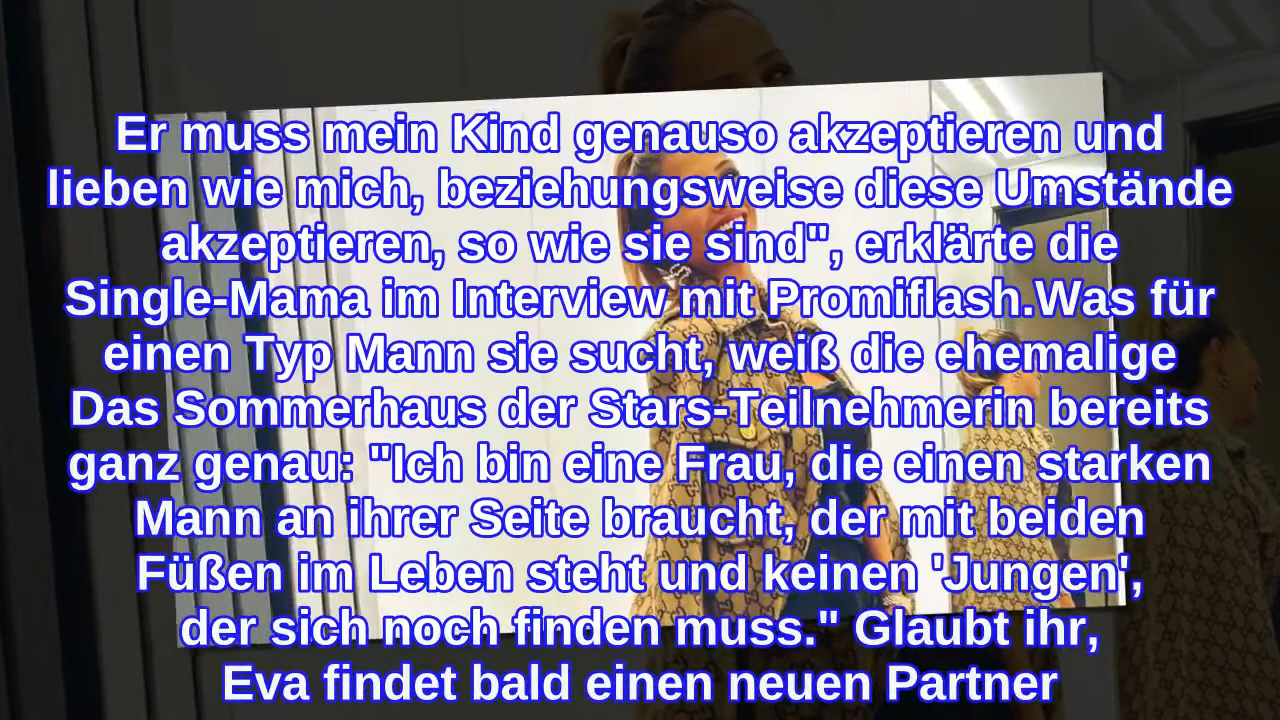 Er muss mein Kind genauso akzeptieren und
lieben wie mich, beziehungsweise diese Umstände
akzeptieren, so wie sie sind", erklärte die
Single-Mama im Interview mit Promiflash.Was für
einen Typ Mann sie sucht, weiß die ehemalige
Das Sommerhaus der Stars-Teilnehmerin bereits
ganz genau: "Ich bin eine Frau, die einen starken
Mann an ihrer Seite braucht, der mit beiden
Füßen im Leben steht und keinen 'Jungen',
der sich noch finden muss." Glaubt ihr,
Eva findet bald einen neuen Partner